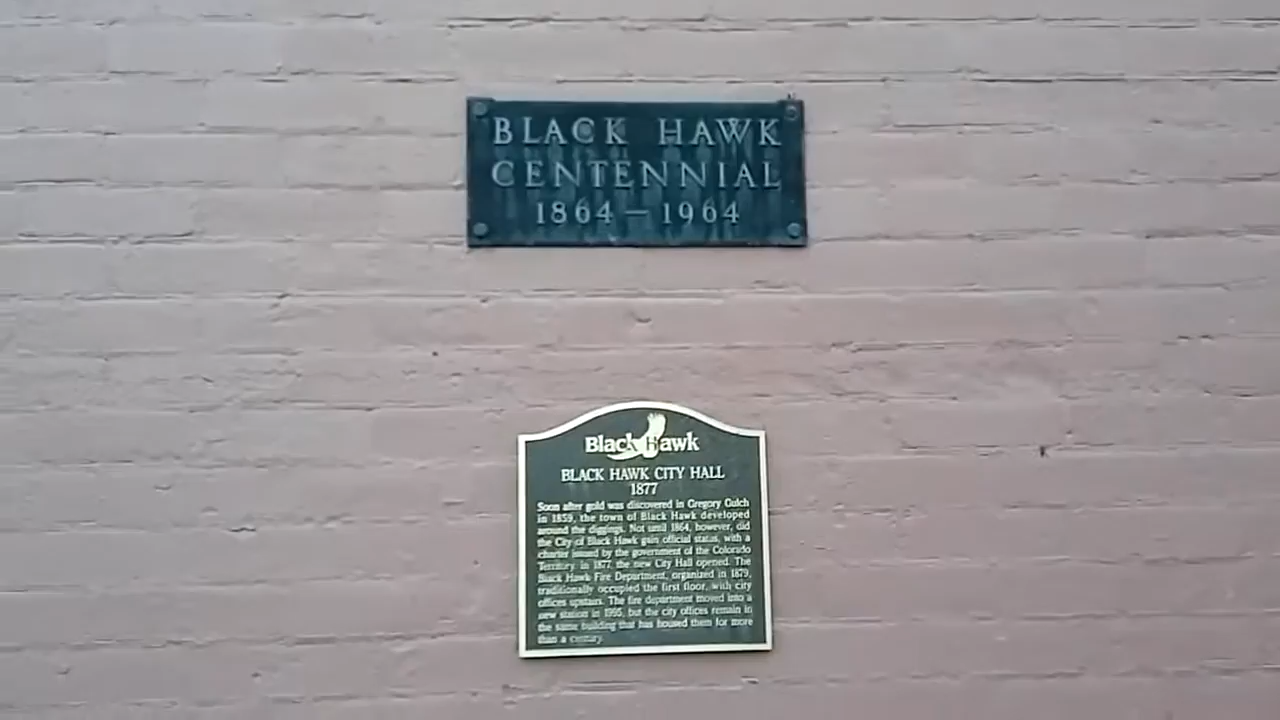 BLACK HAWK
CENTENNIAL
1864 – 1964
Black Hawk
BLACK HAWK CITY HALL
1877
Soon after gold was discovered in Gregory Gulch
in 1859, the town of Black Hawk developed
around the diggings. Not until 1864, however, did
the City of Black Hawk gain official status, with a
charter issued by the government of the Colorado
Territory. In 1877, the new City Hall opened. The
Black Hawk Fire Department, organized in 1879,
traditionally occupied the first floor, with city
offices upstairs. The fire department moved into a
new station in 1995, but the city offices remain in
the same building that has housed them for more
than a century.